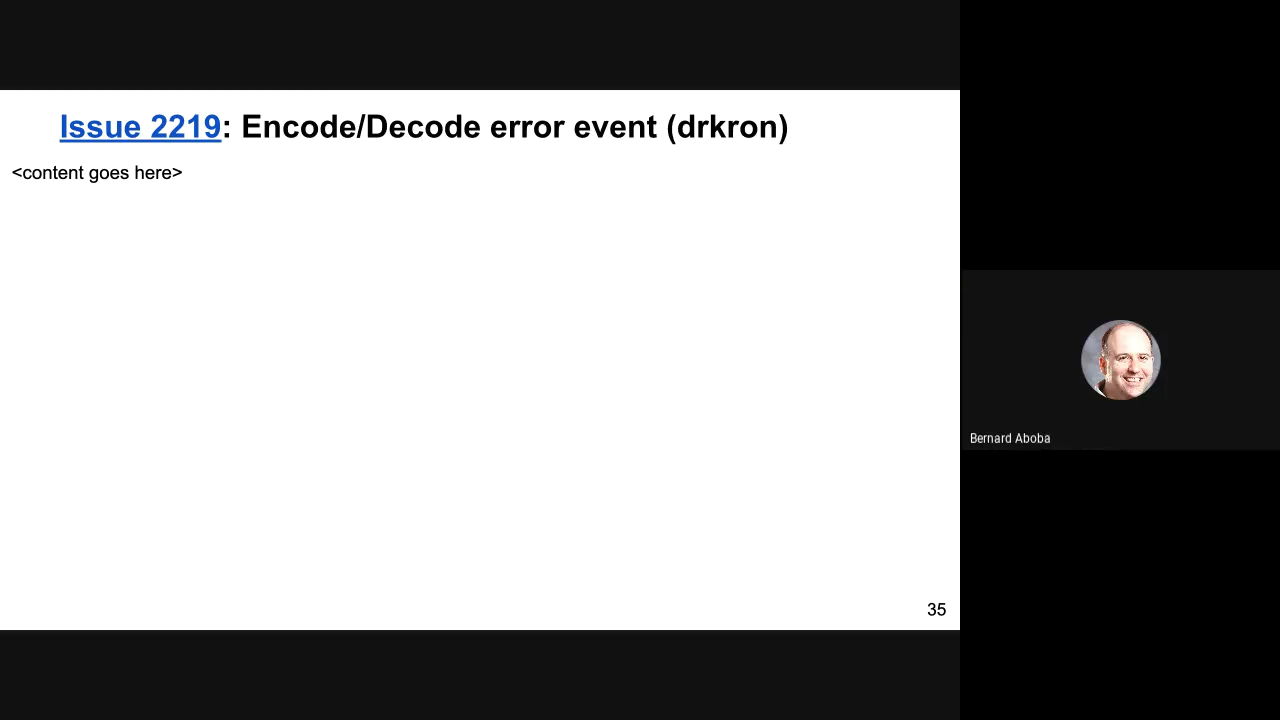 Issue 2219: Encode/Decode error event (drkron)
<content goes here>
35
Bernard Aboba